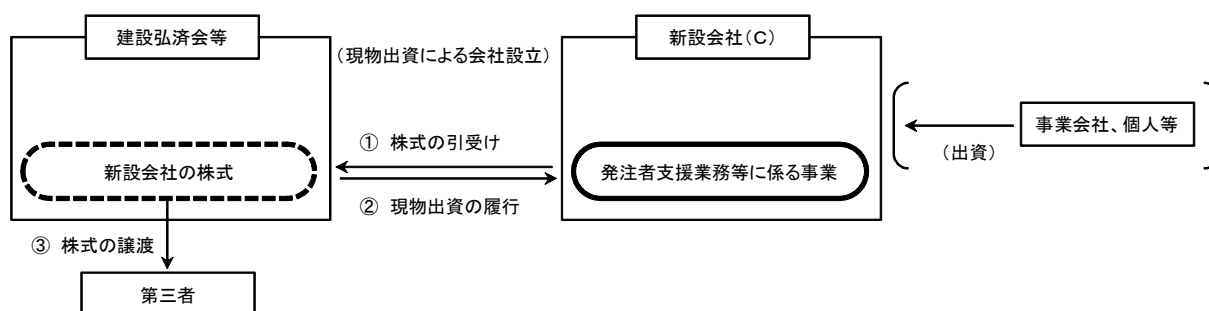 建設弘済会等
（現物出資による会社設立）
新設会社（C）
事業会社、個人等
（出資）
① 株式の引受け
新設会社の株式
発注者支援業務等に係る事業
② 現物出資の履行
③ 株式の譲渡
第三者